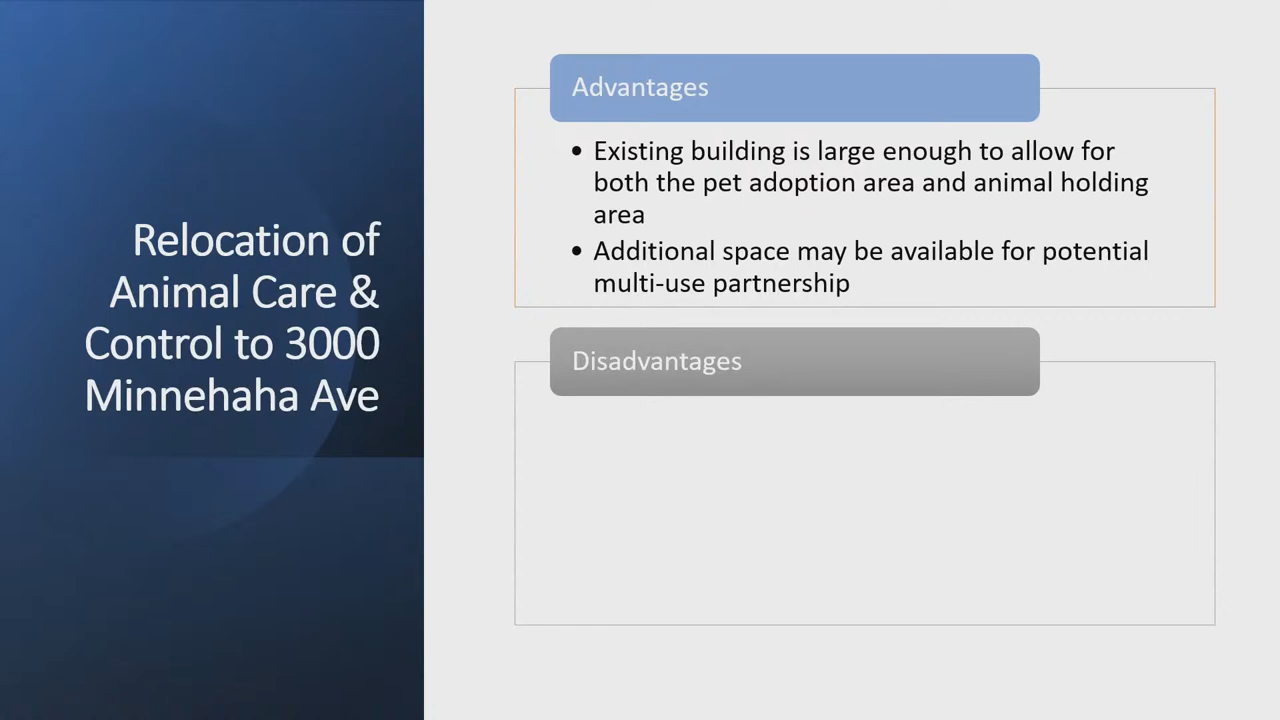 Relocation of
Animal Care &
Control to 3000
Minnehaha Ave
Advantages
• Existing building is large enough to allow for
both the pet adoption area and animal holding
area
• Additional space may be available for potential
multi-use partnership
Disadvantages